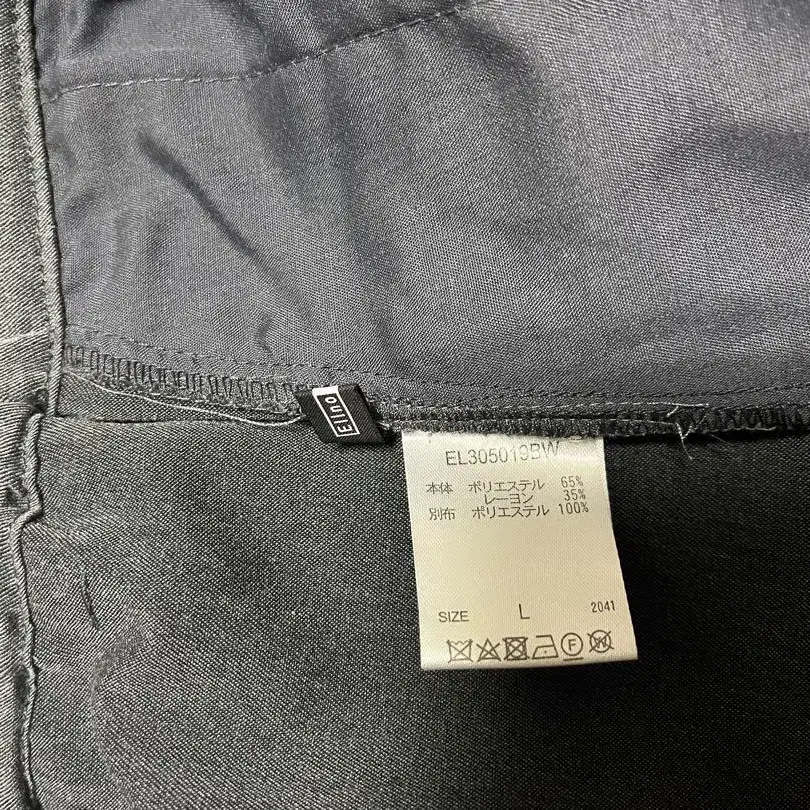 Elino
EL305019BW
本体 ポリエステル 65%
レーヨン 35%
別布 ポリエステル 100%
SIZE L 2041
F
W